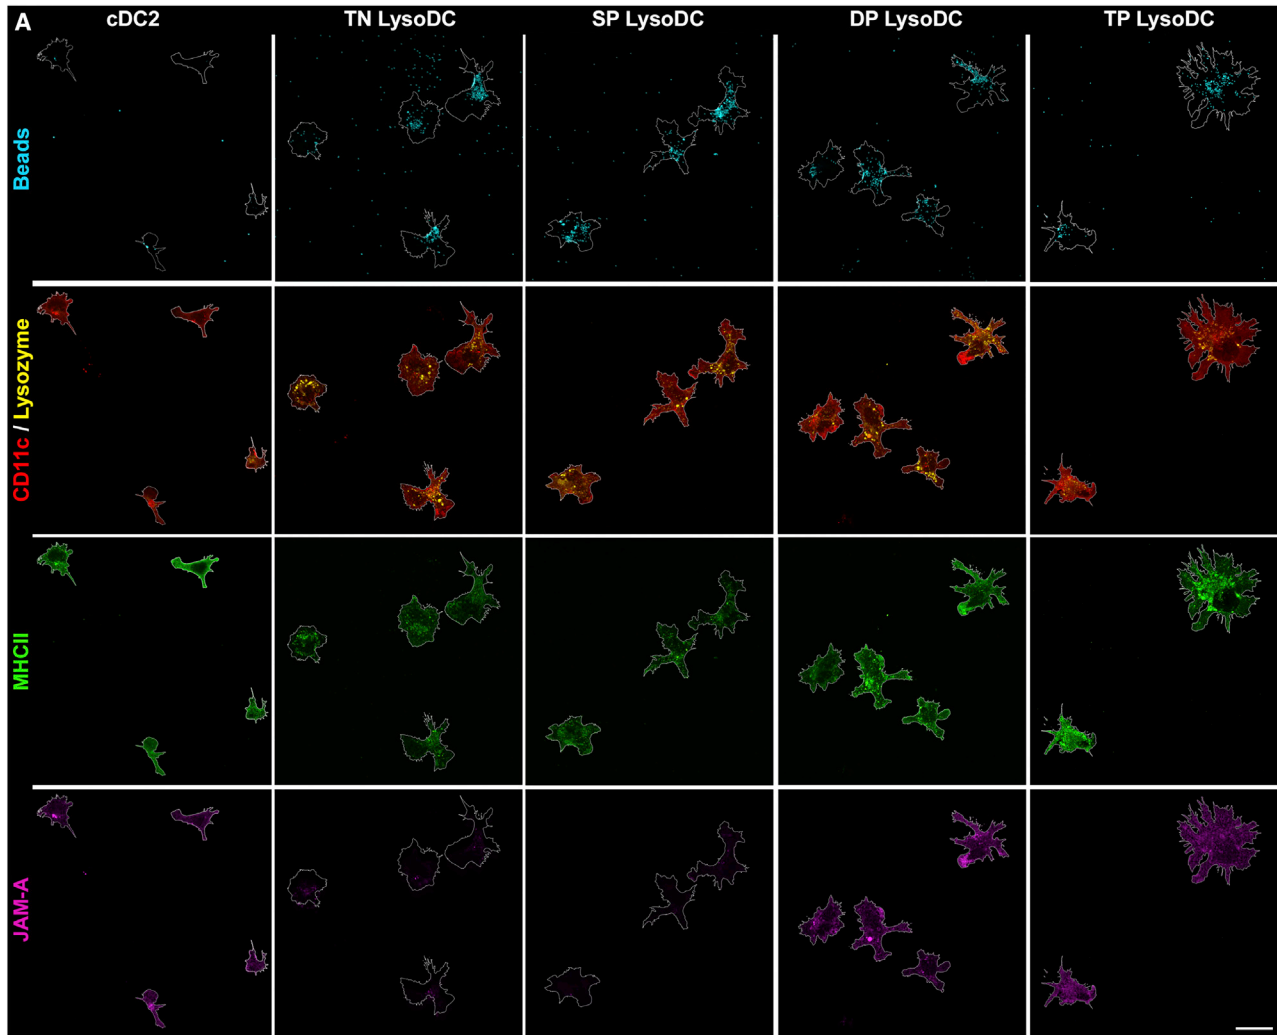 A
cDC2
TN LysoDC
SP LysoDC
DP LysoDC
TP LysoDC
Beads
CD11c / Lysozyme
MHCII
JAM-A